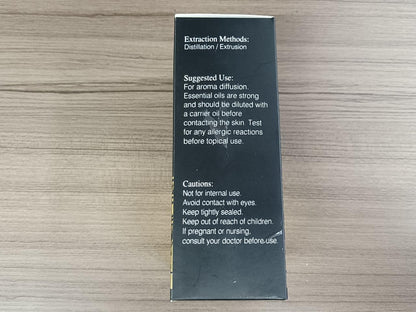 Extraction Methods:
Distillation / Extrusion
Suggested Use:
For aroma diffusion.
Essential oils are strong
and should be diluted with
a carrier oil before
contacting the skin Test
for any allergic reactions
before topical use.
Cautions:
Not for internal use.
Avoid contact with eyes.
Keep tightly sealed.
Keep out of reach of children.
If pregnant or nursing,
consult your doctor before use